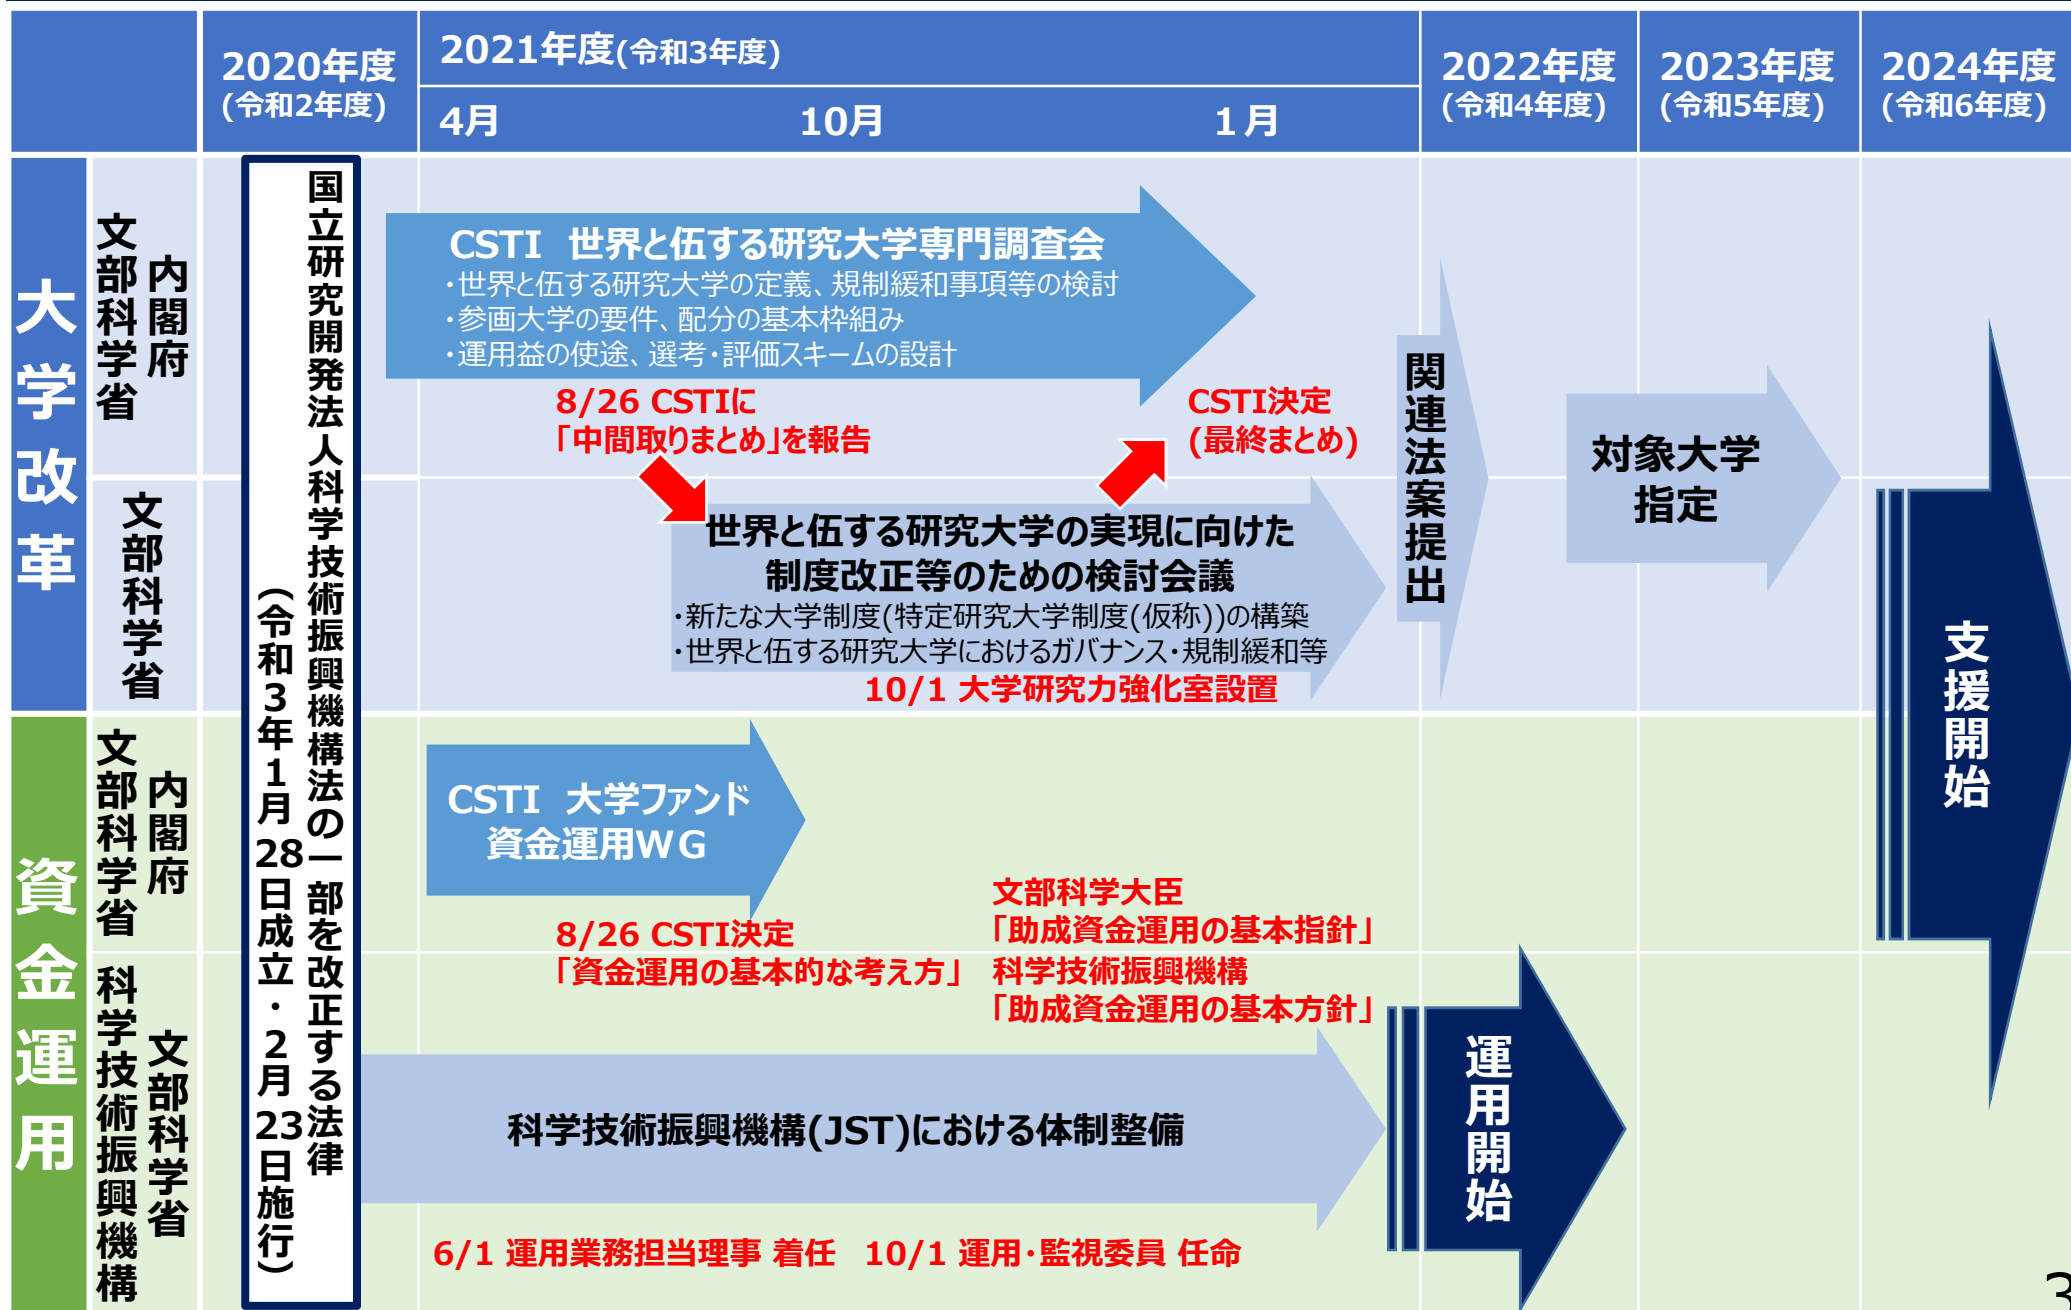 2020年度
(令和2年度)
2021年度(令和3年度)
4月
10月
１月
2022年度
(令和4年度)
2023年度
(令和5年度)
2024年度
(令和6年度)
大学改革
内閣府
文部科学省
文部科学省
国立研究開発法人科学技術振興機構法の一部を改正する法律
（令和３年１月28日成立・２月23日施行）
CSTI　世界と伍する研究大学専門調査会
・世界と伍する研究大学の定義、規制緩和事項等の検討
・参画大学の要件、配分の基本枠組み
・運用益の使途、選考・評価スキームの設計
8/26 CSTIに
「中間取りまとめ」を報告
CSTI決定
(最終まとめ)
世界と伍する研究大学の実現に向けた
制度改正等のための検討会議
・新たな大学制度(特定研究大学制度(仮称))の構築
・世界と伍する研究大学におけるガバナンス・規制緩和等
10/1 大学研究力強化室設置
関連法案提出
対象大学
指定
支援開始
資金運用
内閣府
文部科学省
文部科学省
科学技術振興機構
CSTI　大学ファンド
資金運用ＷＧ
8/26 CSTI決定
「資金運用の基本的な考え方」
文部科学大臣
「助成資金運用の基本指針」
科学技術振興機構
「助成資金運用の基本方針」
科学技術振興機構(JST)における体制整備
運用開始
6/1 運用業務担当理事 着任
10/1 運用・監視委員 任命
3